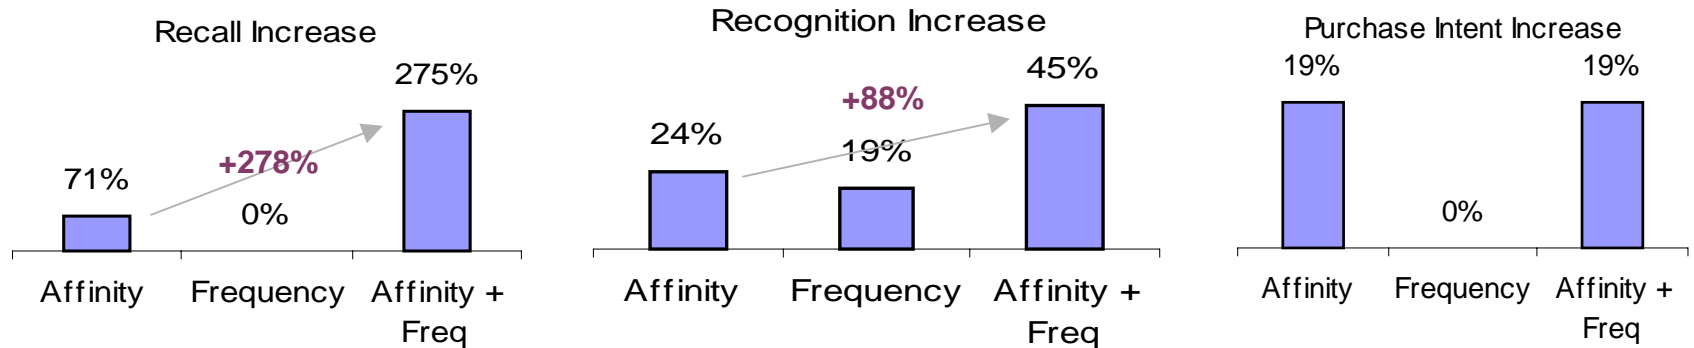 Recall Increase
275%
+278%
71%
0%
Affinity
Frequency
Affinity +
Freq
Recognition Increase
45%
+88%
24%
19%
Affinity
Frequency
Affinity +
Freq
Purchase Intent Increase
19%
19%
0%
Affinity
Frequency
Affinity +
Freq